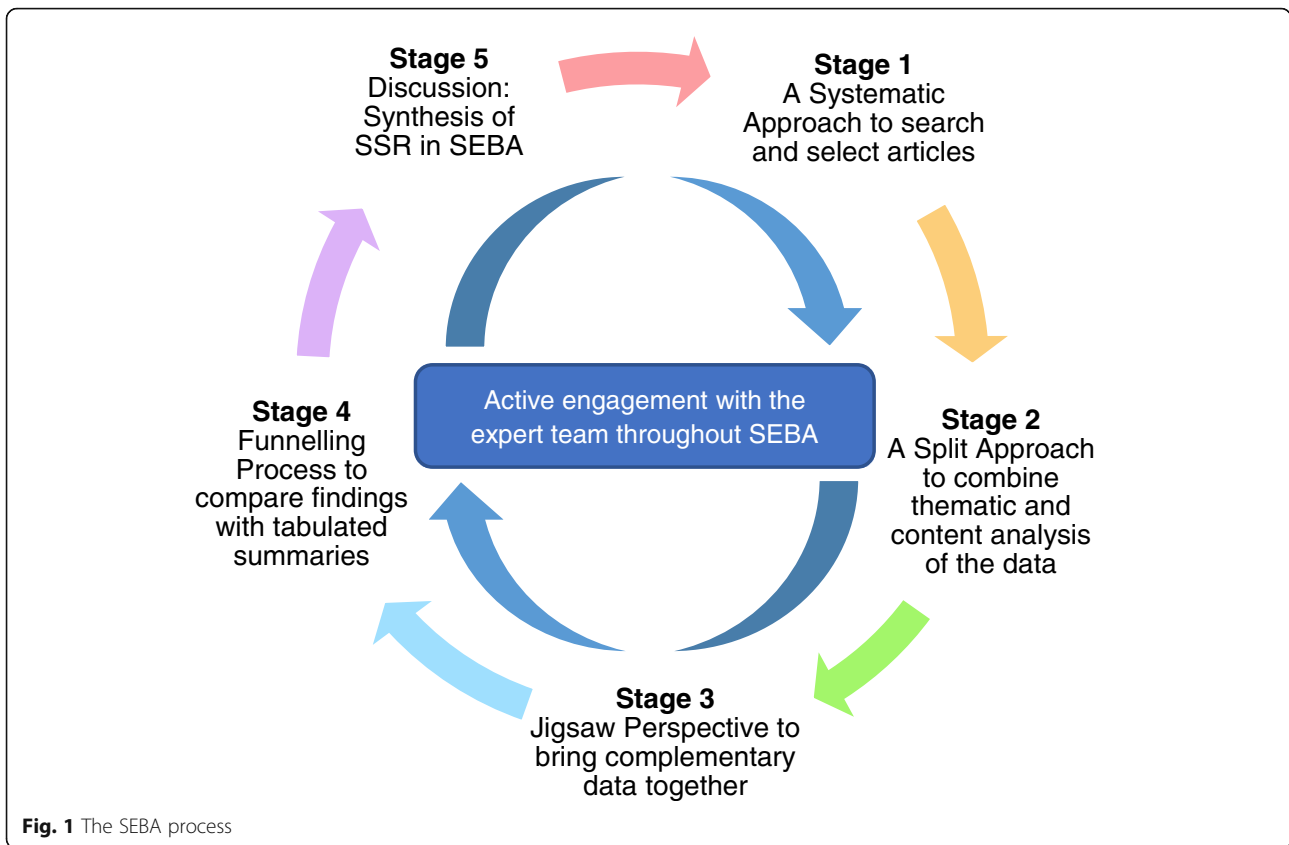 Stage 5
Discussion:
Synthesis of
SSR in SEBA
Stage 1
A Systematic
Approach to search
and select articles
Stage 2
A Split Approach
to combine
thematic and
content analysis
of the data
Stage 3
Jigsaw Perspective to
bring complementary
data together
Stage 4
Funnelling
Process to
compare findings
with tabulated
summaries
Active engagement with the
expert team throughout SEBA
Fig. 1 The SEBA process